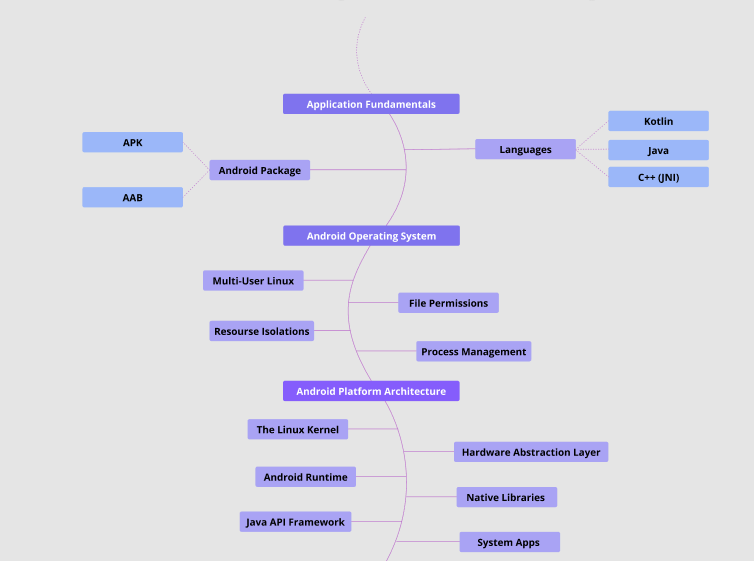 Application Fundamentals
Kotlin
APK
Languages
Java
Android Package
C++ (JNI)
AAB
Android Operating System
Multi-User Linux
File Permissions
Resourse Isolations
Process Management
Android Platform Architecture
The Linux Kernel
Hardware Abstraction Layer
Android Runtime
Native Libraries
Java API Framework
System Apps